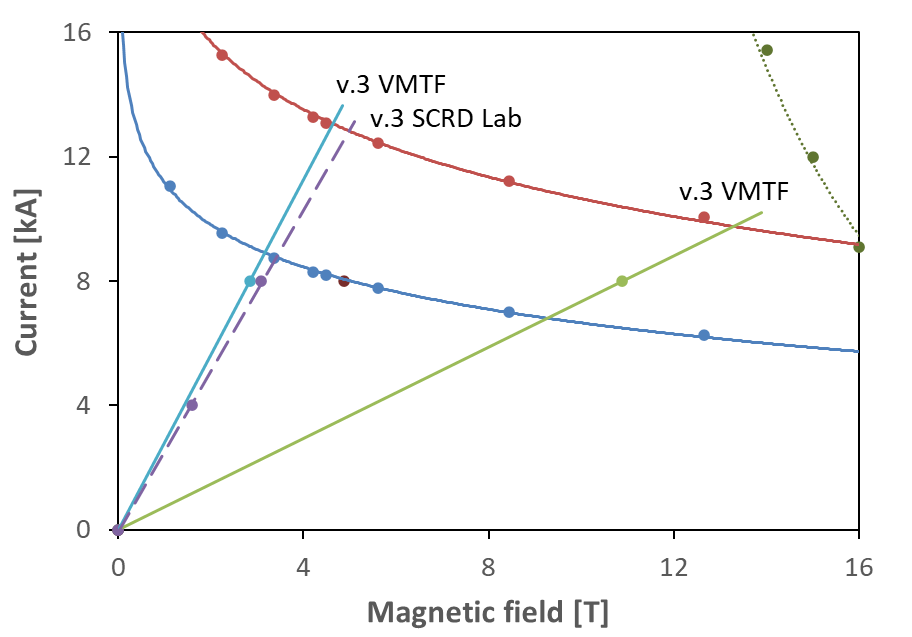 16
v.3 VMTF
v.3 SCRD Lab
12
v.3 VMTF
8
4
0
Current [kA]
0 4 8 12 16
Magnetic field [T]